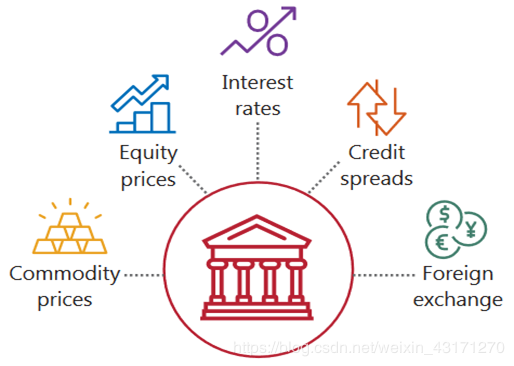 Interest
rates
Equity
prices
Credit
spreads
Commodity
prices
Foreign
exchange
$
¥
€
https://blog.csdn.net/weixin_43171270